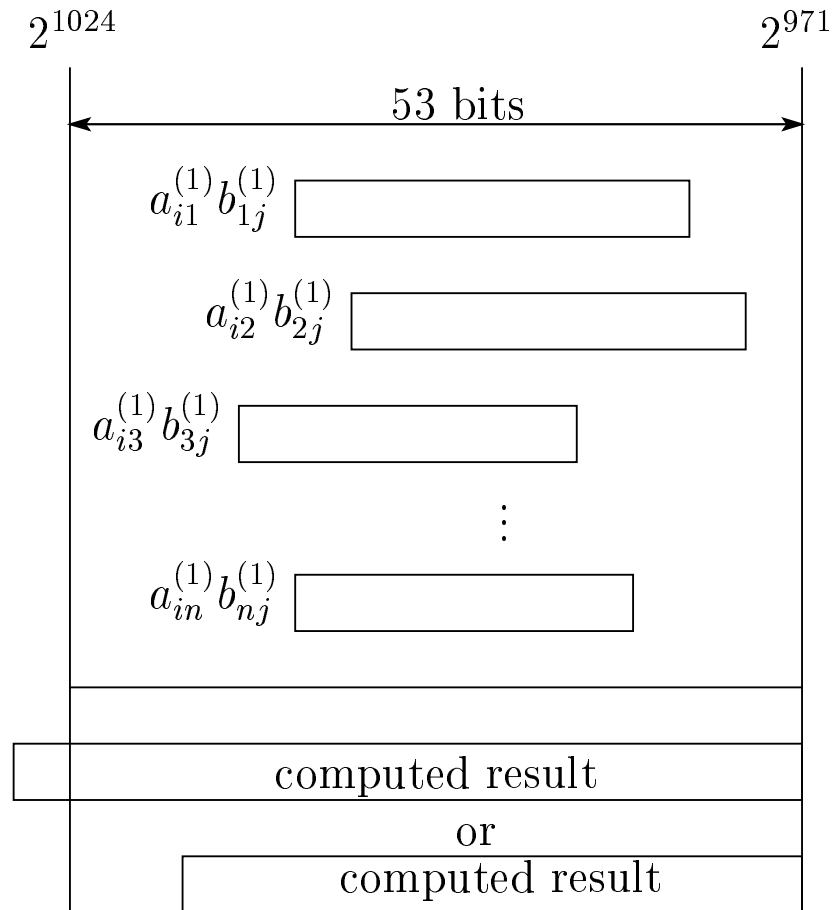 2^{1024} 2^{971}
53 bits
a_{i1}^{(1)}b_{1j}^{(1)}
a_{i2}^{(1)}b_{2j}^{(1)}
a_{i3}^{(1)}b_{3j}^{(1)}
⋮
a_{in}^{(1)}b_{nj}^{(1)}
computed result
or
computed result